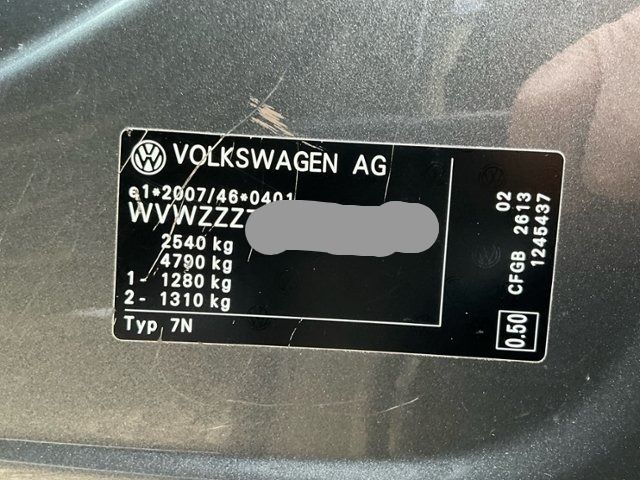 VOLKSWAGEN AG
e1*2007/46*0401
WVWZZZ7
2540 kg
4790 kg
1- 1280 kg
2- 1310 kg
Typ 7N
02
CFGB 2613
1245437
0.50